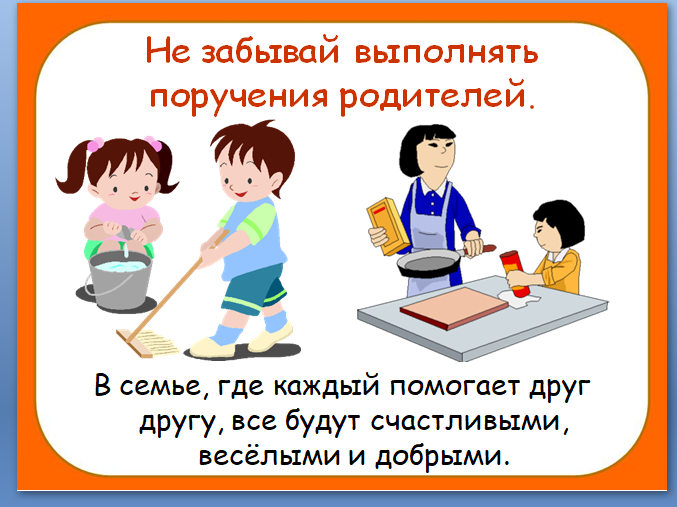 Не забывай выполнять
поручения родителей.
В семье, где каждый помогает друг
другу, все будут счастливыми,
весёлыми и добрыми.